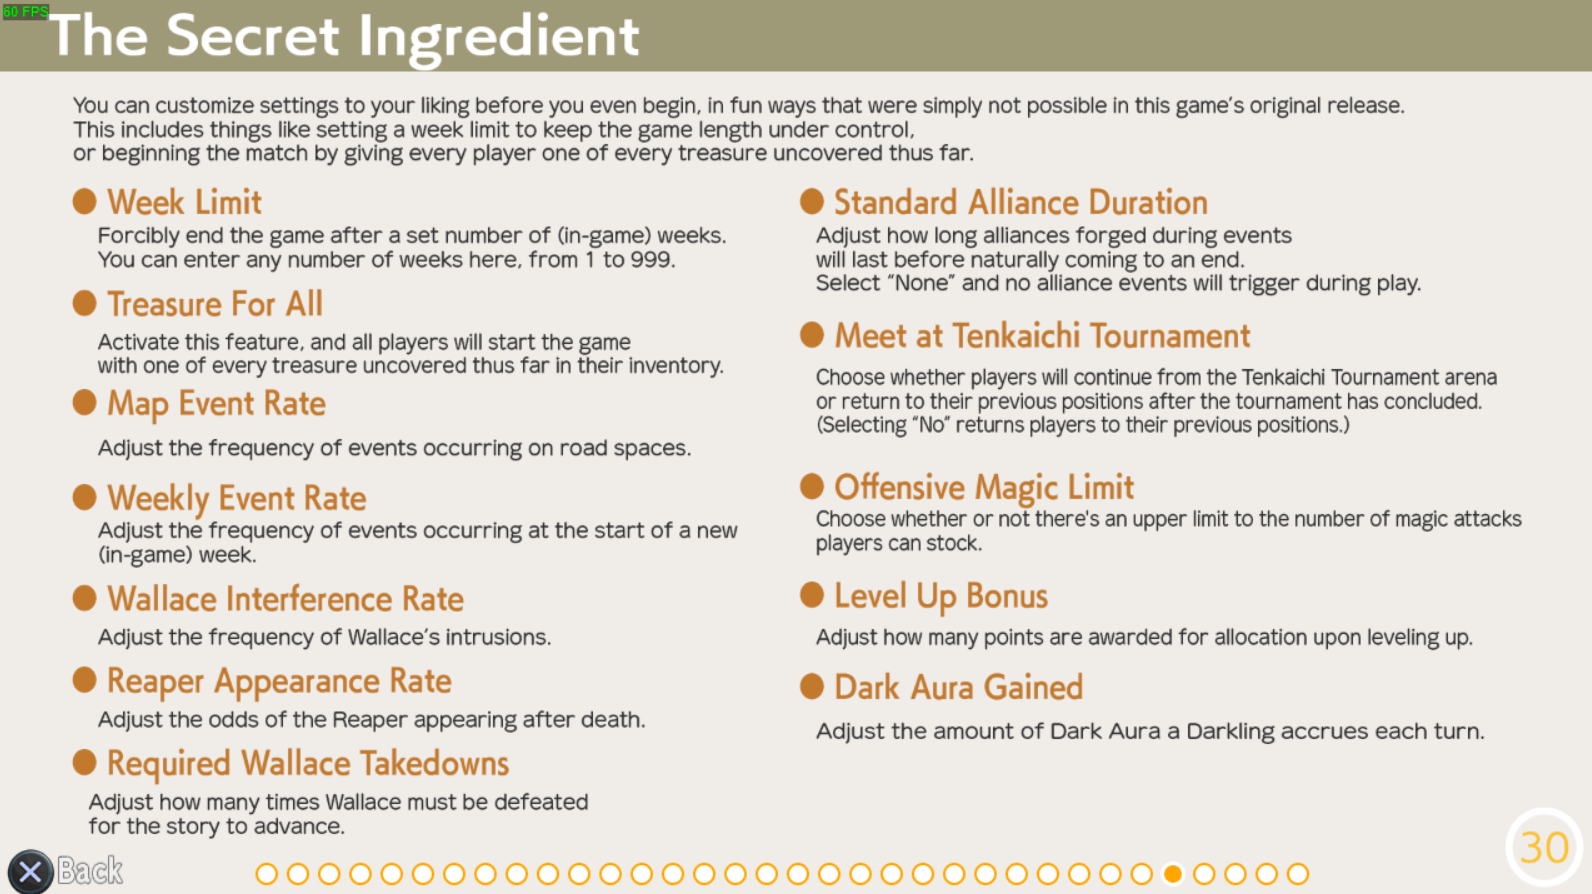 60 FPS
The Secret Ingredient
You can customize settings to your liking before you even begin, in fun ways that were simply not possible in this game's original release.
This includes things like setting a week limit to keep the game length under control,
or beginning the match by giving every player one of every treasure uncovered thus far.
Week Limit
Forcibly end the game after a set number of (in-game) weeks.
You can enter any number of weeks here, from 1 to 999.
Treasure For All
Activate this feature, and all players will start the game
with one of every treasure uncovered thus far in their inventory.
Map Event Rate
Adjust the frequency of events occurring on road spaces.
Weekly Event Rate
Adjust the frequency of events occurring at the start of a new
(in-game) week.
Wallace Interference Rate
Adjust the frequency of Wallace's intrusions.
Reaper Appearance Rate
Adjust the odds of the Reaper appearing after death.
Required Wallace Takedowns
Adjust how many times Wallace must be defeated
for the story to advance.
Standard Alliance Duration
Adjust how long alliances forged during events
will last before naturally coming to an end.
Select "None" and no alliance events will trigger during play.
Meet at Tenkaichi Tournament
Choose whether players will continue from the Tenkaichi Tournament arena
or return to their previous positions after the tournament has concluded.
(Selecting "No" returns players to their previous positions.)
Offensive Magic Limit
Choose whether or not there's an upper limit to the number of magic attacks
players can stock.
Level Up Bonus
Adjust how many points are awarded for allocation upon leveling up.
Dark Aura Gained
Adjust the amount of Dark Aura a Darkling accrues each turn.
Back
30